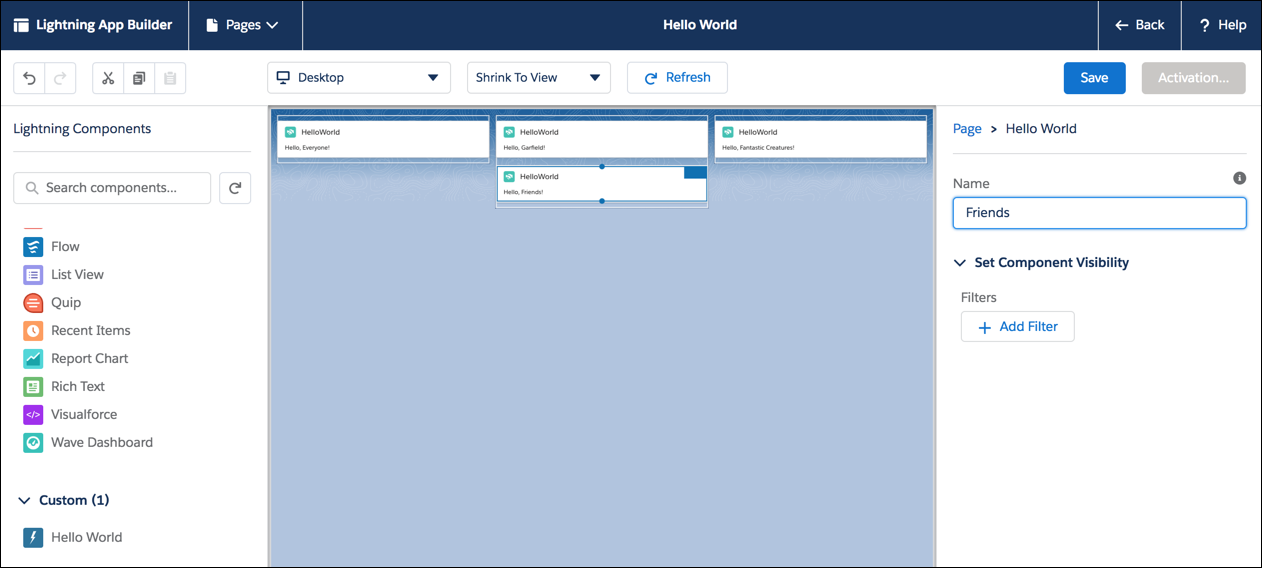 Lightning App Builder
Pages
Hello World
Back
? Help
Desktop
Shrink To View
Refresh
Save
Activation...
Lightning Components
Search components...
Flow
List View
Quip
Recent Items
Report Chart
Rich Text
Visualforce
Wave Dashboard
Custom (1)
Hello World
HelloWorld
Hello, Everyone!
HelloWorld
Hello, Garfield!
HelloWorld
Hello, Friends!
HelloWorld
Hello, Fantastic Creatures!
Page > Hello World
Name
Friends
Set Component Visibility
Filters
+ Add Filter